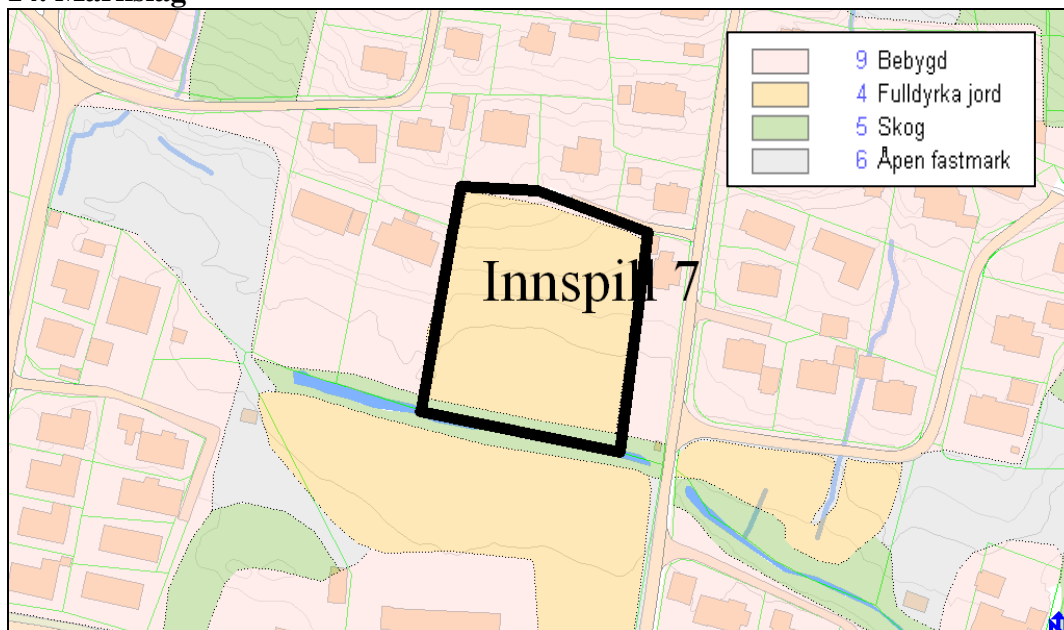 9 Bebygd
4 Fulldyrka jord
5 Skog
6 Åpen fastmark
Innspill 7
N